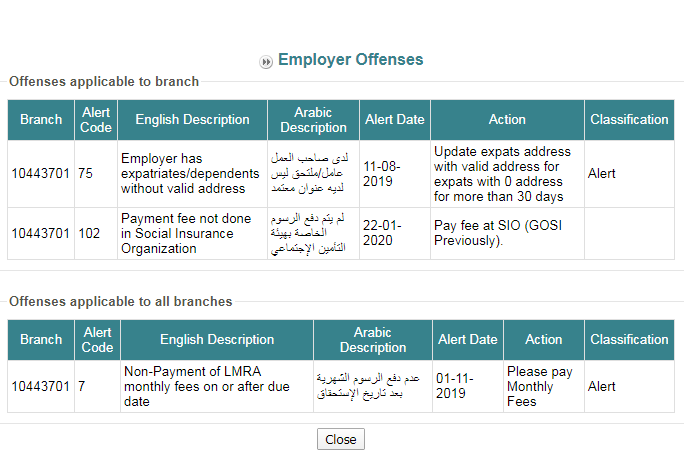 Employer Offenses
Offenses applicable to branch
Branch
Alert
Code
English Description
Arabic
Description
Alert Date
Action
Classification
10443701
75
Employer has
expatriates/dependents
without valid address
لدى صاحب العمل
عامل/ملتحق ليس
لديه عنوان معتمد
11-08-
2019
Update expats address
with valid address for
expats with 0 address
for more than 30 days
Alert
10443701
102
Payment fee not done
in Social Insurance
Organization
لم يتم دفع الرسوم
الخاصة بهيئة
التأمين الإجتماعي
22-01-
2020
Pay fee at SIO (GOSI
Previously).
Offenses applicable to all branches
Branch
Alert
Code
English Description
Arabic
Description
Alert Date
Action
Classification
10443701
7
Non-Payment of LMRA
monthly fees on or after due
date
عدم دفع الرسوم الشهرية
بعد تاريخ الإستحقاق
01-11-
2019
Please pay
Monthly
Fees
Alert
Close